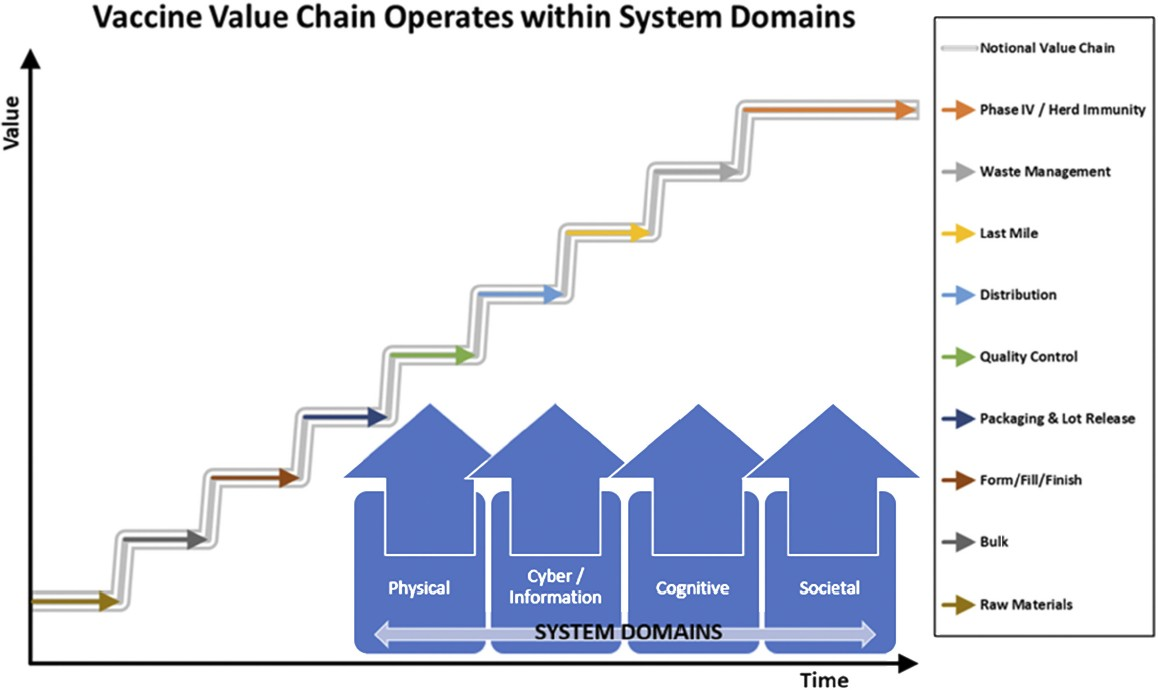 Vaccine Value Chain Operates within System Domains
Value
Notional Value Chain
Phase IV / Herd Immunity
Waste Management
Last Mile
Distribution
Quality Control
Packaging & Lot Release
Form/Fill/Finish
Bulk
Raw Materials
Physical
Cyber /
Information
Cognitive
Societal
SYSTEM DOMAINS
Time